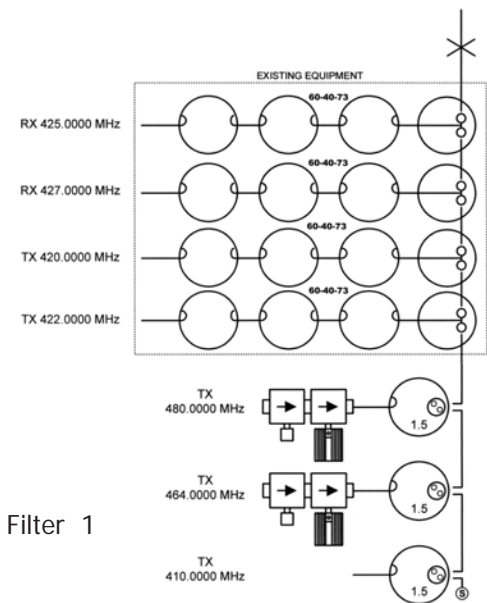 EXISTING EQUIPMENT
60-40-73
RX 425.0000 MHz
60-40-73
RX 427.0000 MHz
60-40-73
TX 420.0000 MHz
60-40-73
TX 422.0000 MHz
TX
480.0000 MHz
1.5
TX
464.0000 MHz
1.5
Filter 1
TX
410.0000 MHz
1.5
S